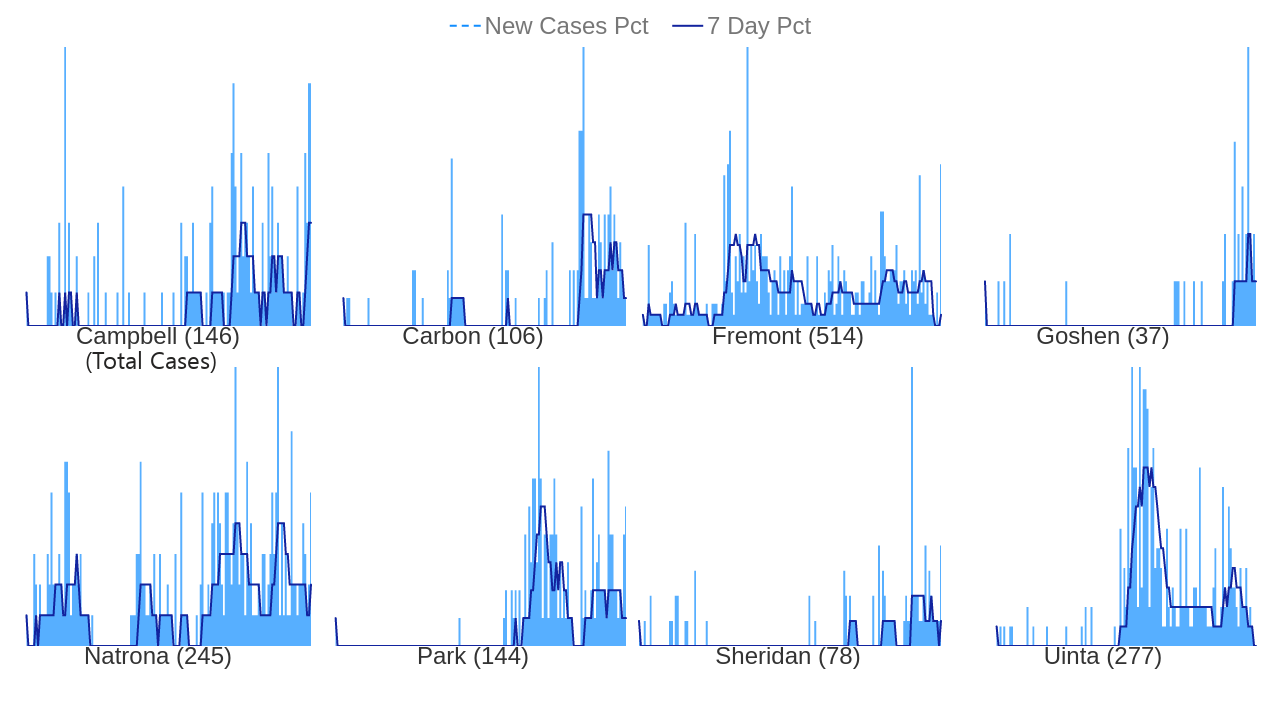 New Cases Pct 7 Day Pct
Campbell (146) Carbon (106) Fremont (514) Goshen (37)
(Total Cases)
Natrona (245) Park (144) Sheridan (78) Uinta (277)